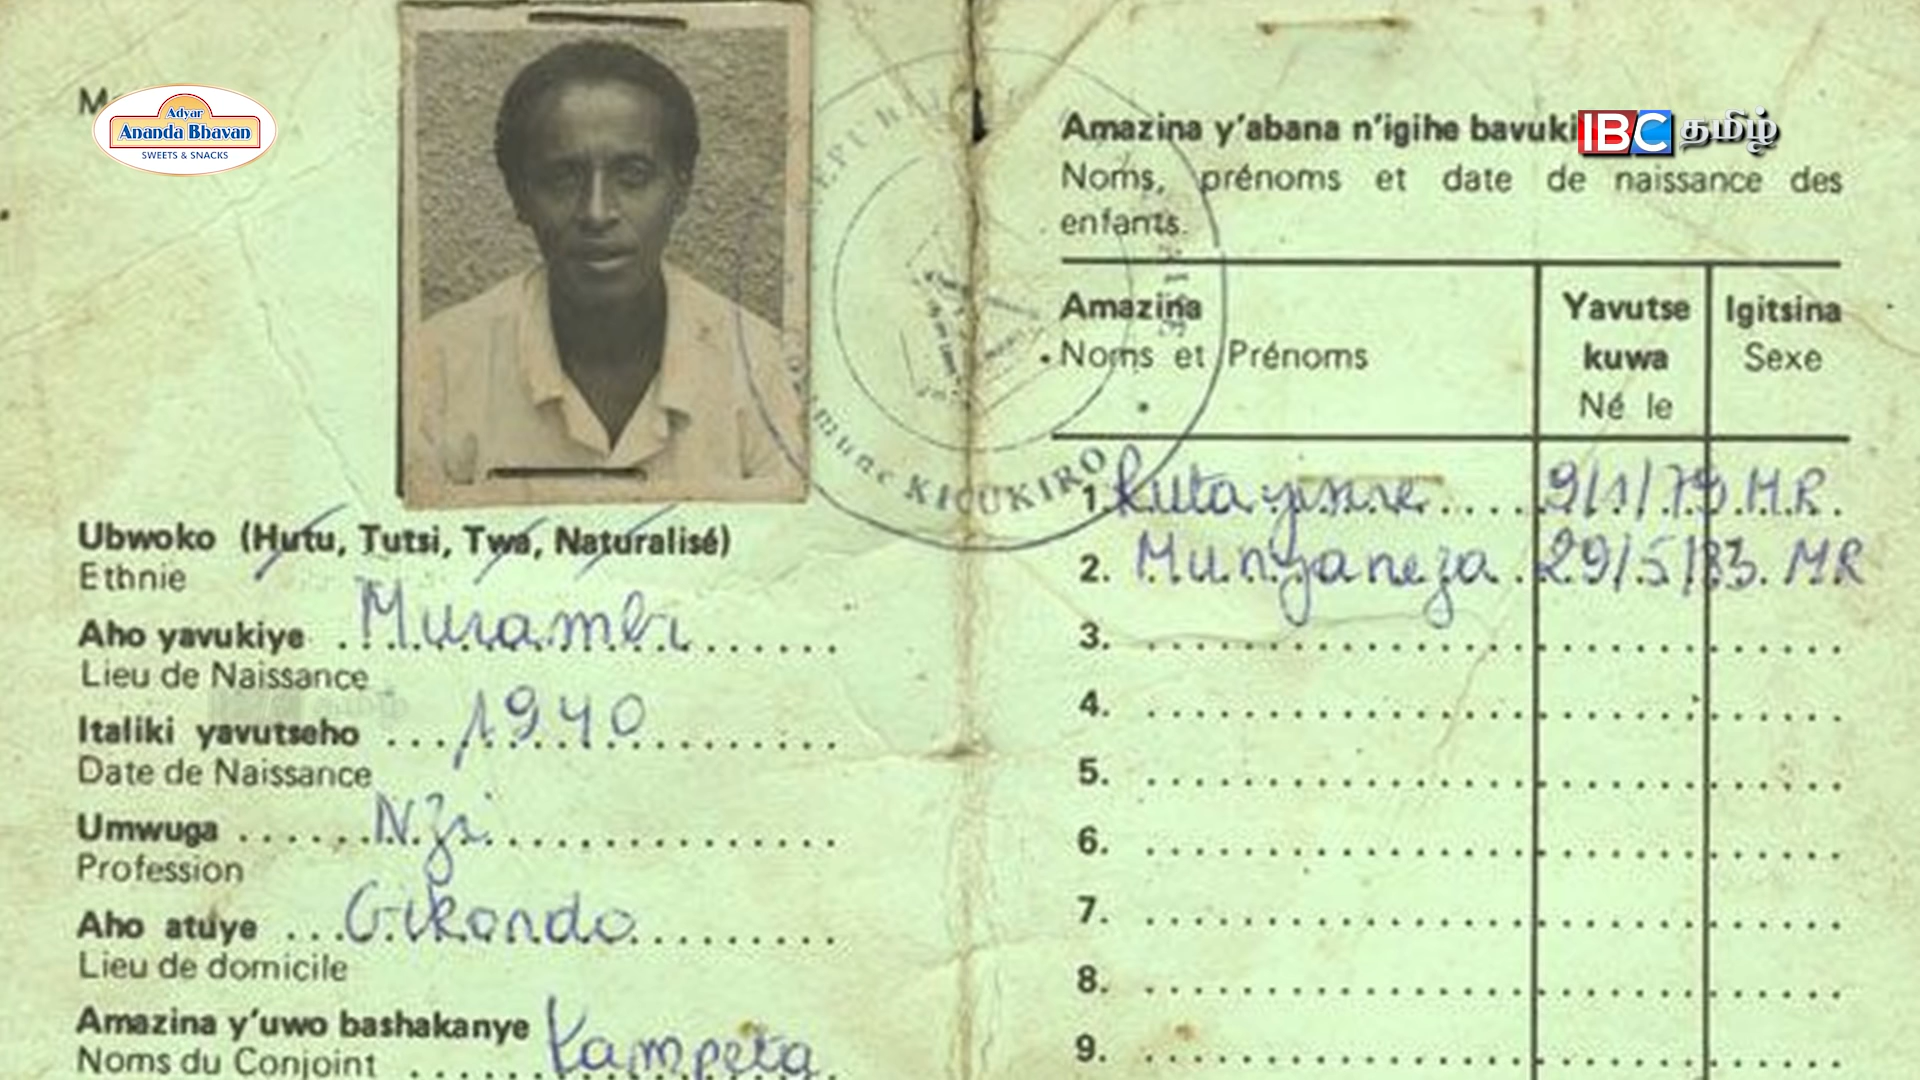 Adyar
Ananda Bhavan
SWEETS & SNACKS
Ubwoko (Hutu, Tutsi, Twa, Naturalisé)
Ethnie
Aho yavukiye Murambi
Lieu de Naissance
Italiki yavutseho 1940
Date de Naissance
Umwuga
Profession
Aho atuye Gikondo
Lieu de domicile
Amazina y'uwo bashakanye
Noms du Conjoint Kampeta
IBC தமிழ்
Amazina y'abana n'igihe
Noms, prénoms et date de naissance des
enfants.
Amazina Yavutse Igitsina
Noms et Prénoms kuwa Sexe
Né le
KICUKIRO
1. 9/1/79 M.R.
2. Munyaneza 29/5/83. MR
3.
4.
5.
6.
7.
8.
9.